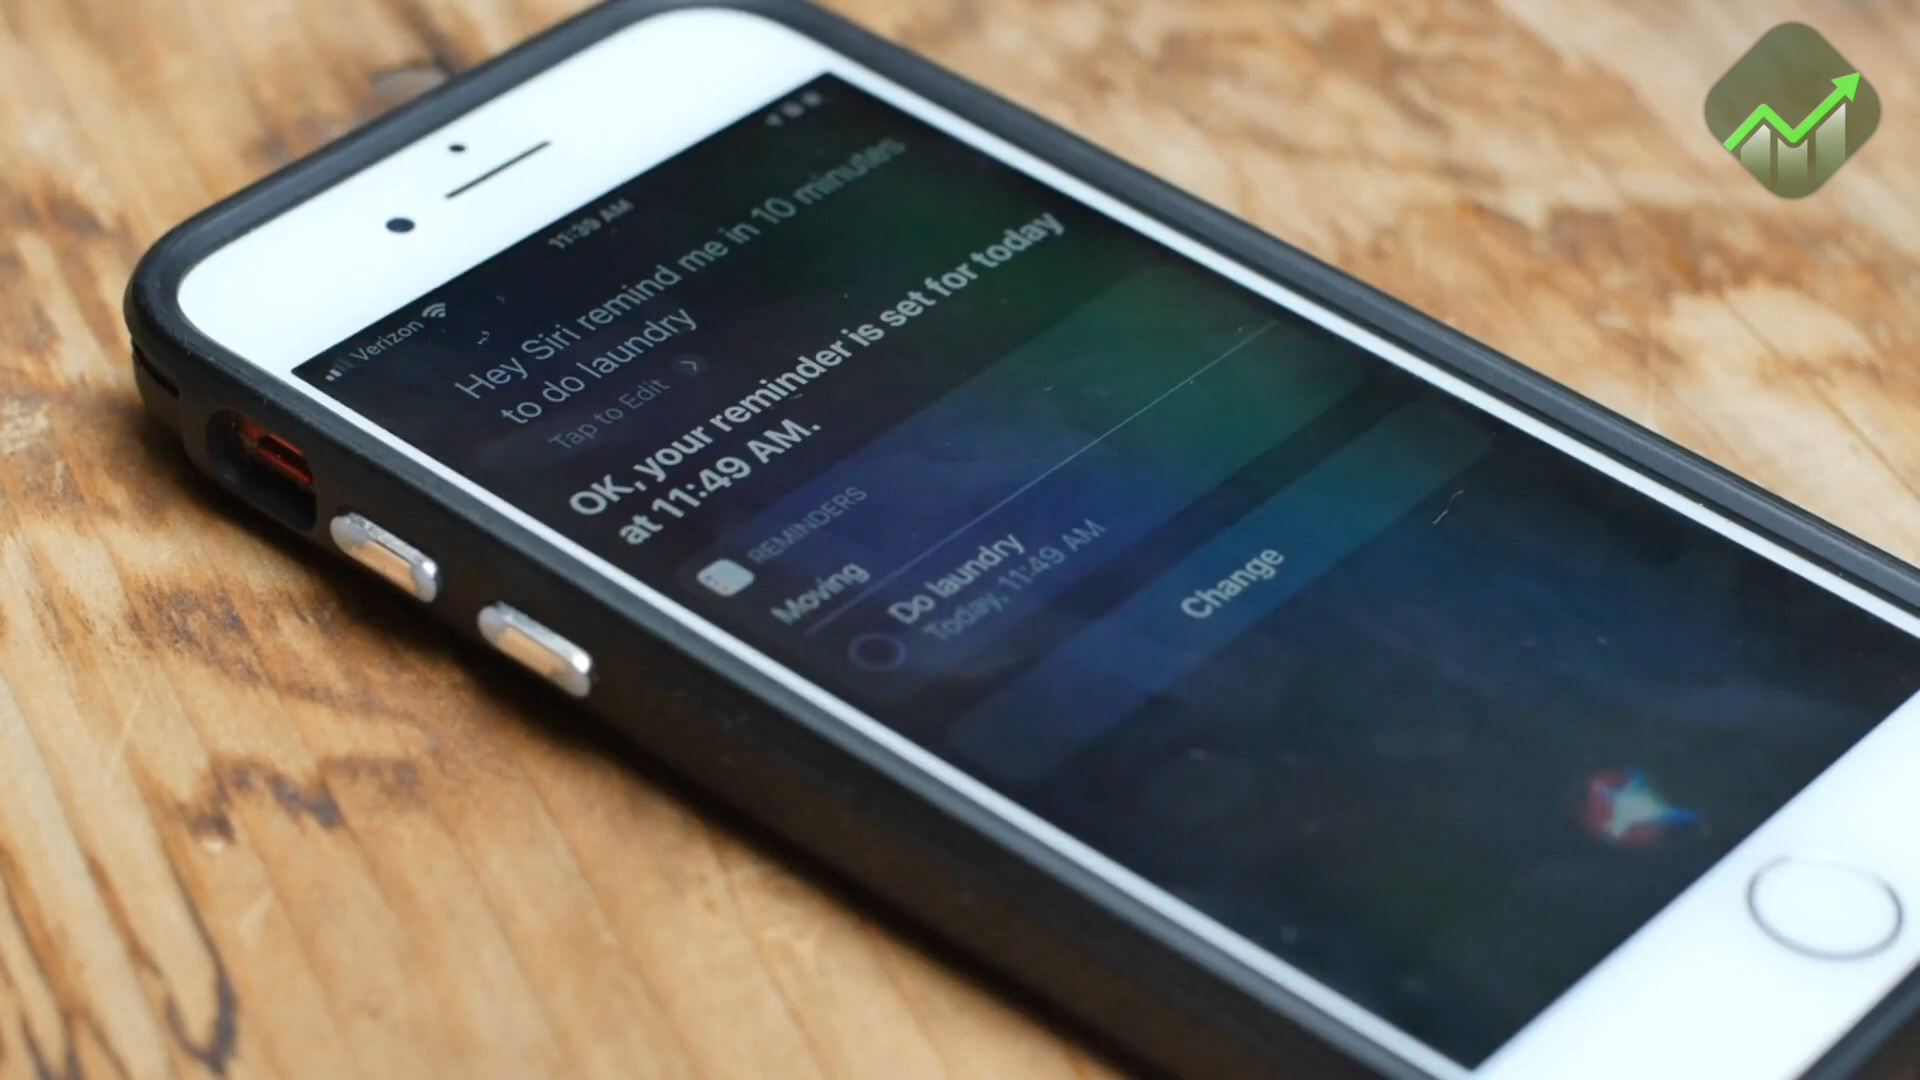 Verizon
11:39 AM
Hey Siri remind me in 10 minutes
to do laundry
Tap to Edit
OK, your reminder is set for today
at 11:49 AM.
REMINDERS
Moving
Do laundry
Today, 11:49 AM
Change